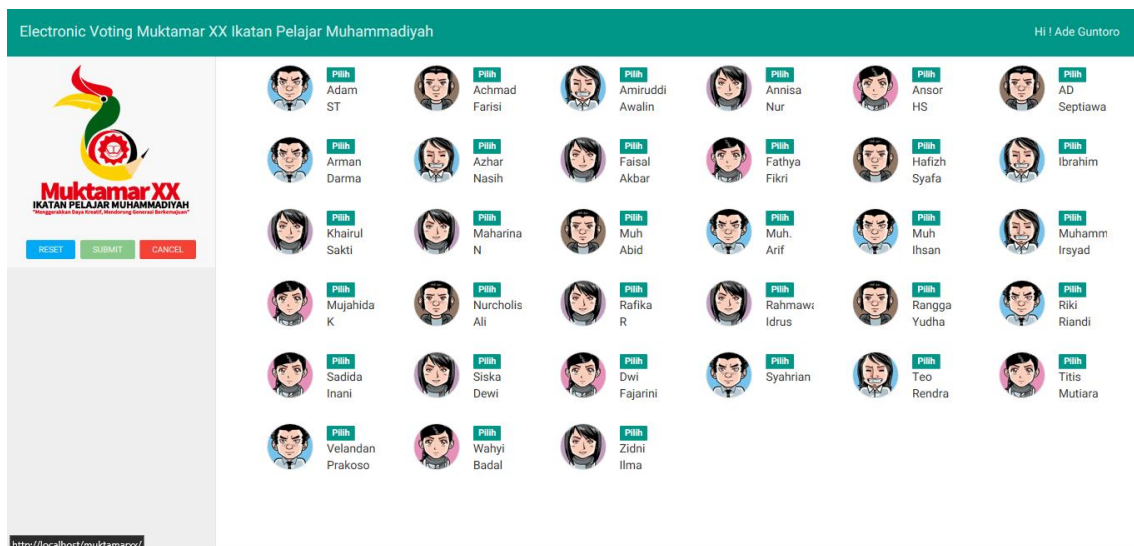 Electronic Voting Muktamar XX Ikatan Pelajar Muhammadiyah
Hi ! Ade Guntoro
Muktamar XX
IKATAN PELAJAR MUHAMMADIYAH
"Menggerakkan Daya Kreatif, Mendorong Generasi Berkemajuan"
RESET
SUBMIT
CANCEL
Pilih
Adam
ST
Pilih
Achmad
Farisi
Pilih
Amiruddi
Awalin
Pilih
Annisa
Nur
Pilih
Ansor
HS
Pilih
AD
Septiawa
Pilih
Arman
Darma
Pilih
Azhar
Nasih
Pilih
Faisal
Akbar
Pilih
Fathya
Fikri
Pilih
Hafizh
Syafa
Pilih
Ibrahim
Pilih
Khairul
Sakti
Pilih
Maharina
N
Pilih
Muh
Abid
Pilih
Muh.
Arif
Pilih
Muh
Ihsan
Pilih
Muhamm
Irsyad
Pilih
Mujahida
K
Pilih
Nurcholis
Ali
Pilih
Rafika
R
Pilih
Rahmawa
Idrus
Pilih
Rangga
Yudha
Pilih
Riki
Riandi
Pilih
Sadida
Inani
Pilih
Siska
Dewi
Pilih
Dwi
Fajarini
Pilih
Syahrian
Pilih
Teo
Rendra
Pilih
Titis
Mutiara
Pilih
Velandan
Prakoso
Pilih
Wahyi
Badal
Pilih
Zidni
Ilma
http://localhost/muktamarxx/